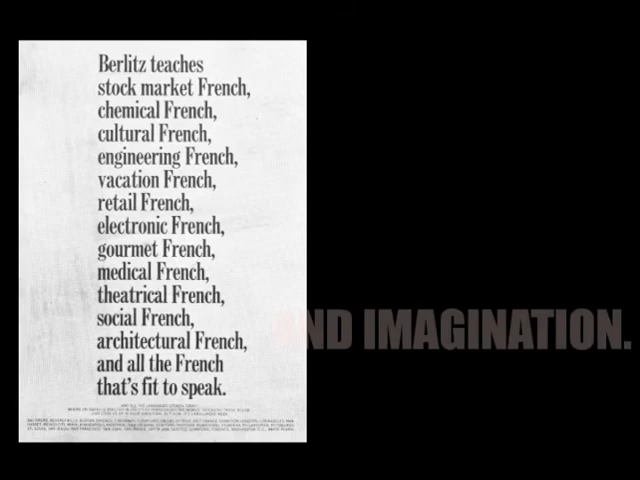 Berlitz teaches
stock market French,
chemical French,
cultural French,
engineering French,
vacation French,
retail French,
electronic French,
gourmet French,
medical French,
theatrical French,
social French,
architectural French,
and all the French
that's fit to speak.
AND IMAGINATION.